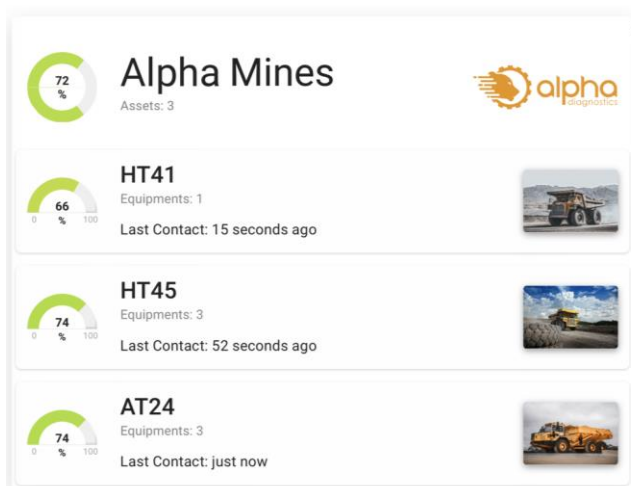 72
%
Alpha Mines
Assets: 3
alpha
diagnostics
HT41
Equipments: 1
Last Contact: 15 seconds ago
66
0 % 100
HT45
Equipments: 3
Last Contact: 52 seconds ago
74
0 % 100
AT24
Equipments: 3
Last Contact: just now
74
0 % 100